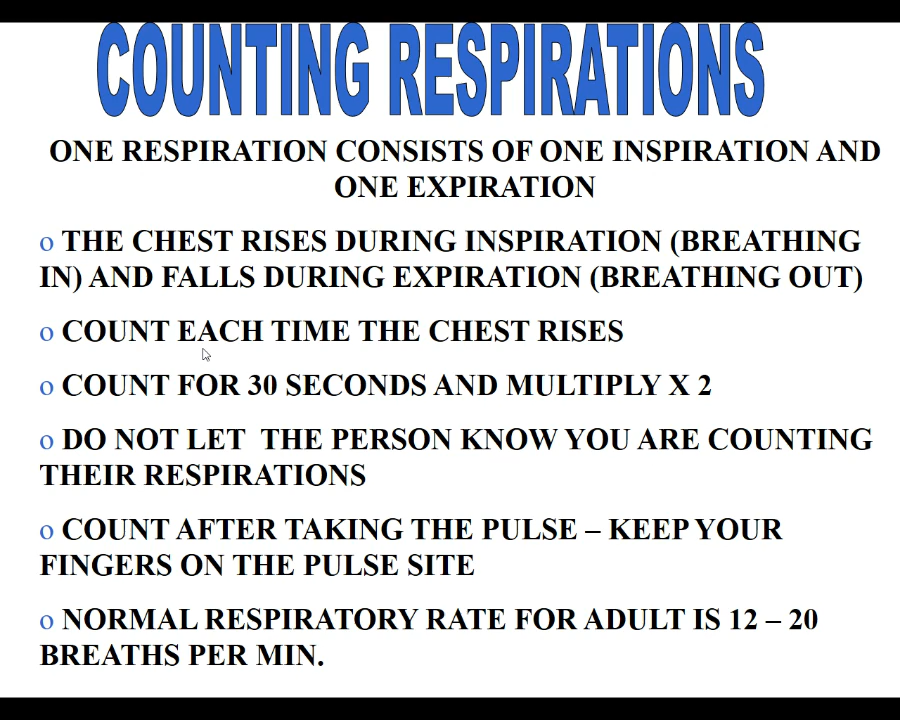 COUNTING RESPIRATIONS
ONE RESPIRATION CONSISTS OF ONE INSPIRATION AND
ONE EXPIRATION
o THE CHEST RISES DURING INSPIRATION (BREATHING
IN) AND FALLS DURING EXPIRATION (BREATHING OUT)
o COUNT EACH TIME THE CHEST RISES
o COUNT FOR 30 SECONDS AND MULTIPLY X 2
o DO NOT LET THE PERSON KNOW YOU ARE COUNTING
THEIR RESPIRATIONS
o COUNT AFTER TAKING THE PULSE – KEEP YOUR
FINGERS ON THE PULSE SITE
o NORMAL RESPIRATORY RATE FOR ADULT IS 12 – 20
BREATHS PER MIN.